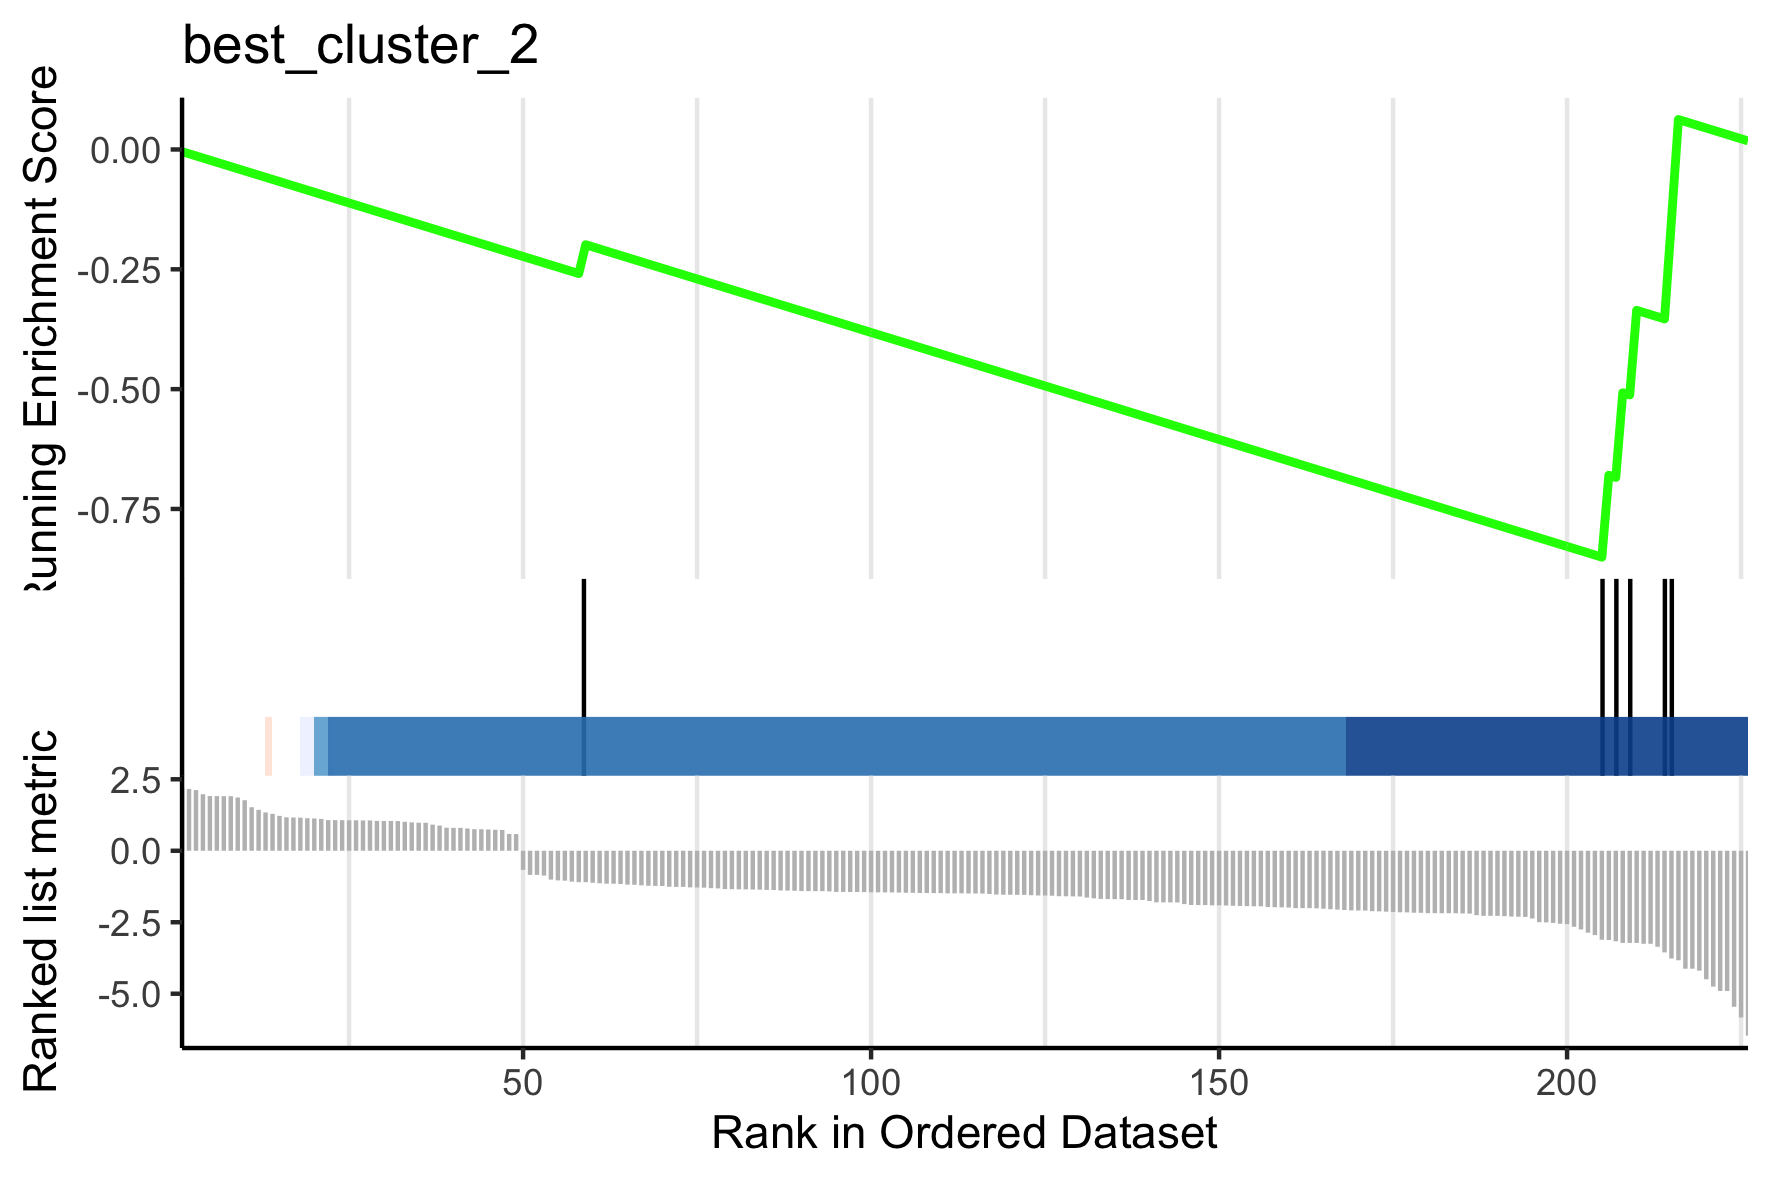 best_cluster_2
Running Enrichment Score
0.00
-0.25
-0.50
-0.75
Ranked list metric
2.5
0.0
-2.5
-5.0
50 100 150 200
Rank in Ordered Dataset